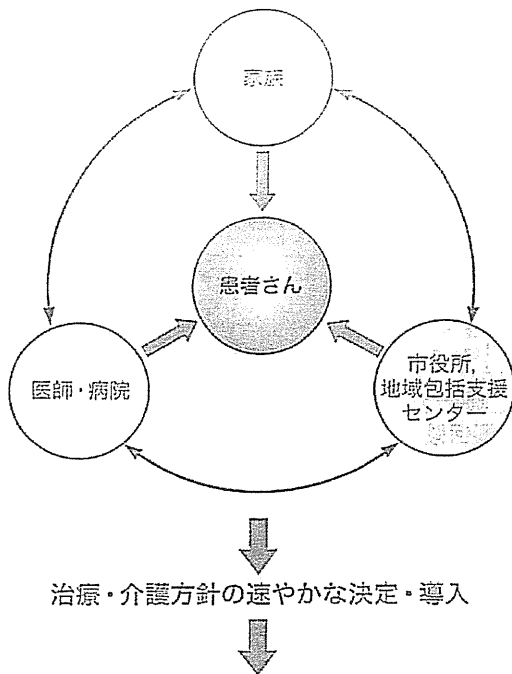 家族
患者さん
医師・病院
市役所,
地域包括支援
センター
治療・介護方針の速やかな決定・導入